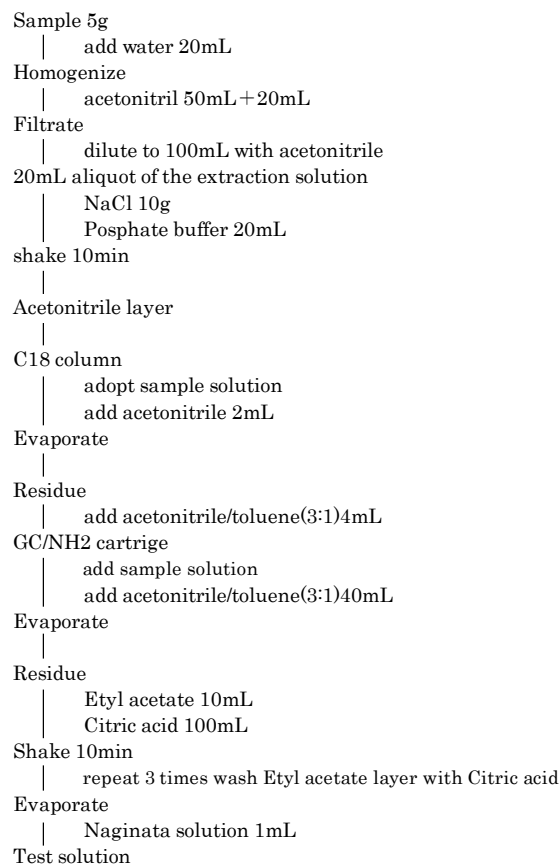 Sample 5g
add water 20mL
Homogenize
acetonitril 50mL＋20mL
Filtrate
dilute to 100mL with acetonitrile
20mL aliquot of the extraction solution
NaCl 10g
Posphate buffer 20mL
shake 10min
Acetonitrile layer
C18 column
adopt sample solution
add acetonitrile 2mL
Evaporate
Residue
add acetonitrile/toluene(3:1)4mL
GC/NH2 cartrige
add sample solution
add acetonitrile/toluene(3:1)40mL
Evaporate
Residue
Etyl acetate 10mL
Citric acid 100mL
Shake 10min
repeat 3 times wash Etyl acetate layer with Citric acid
Evaporate
Naginata solution 1mL
Test solution